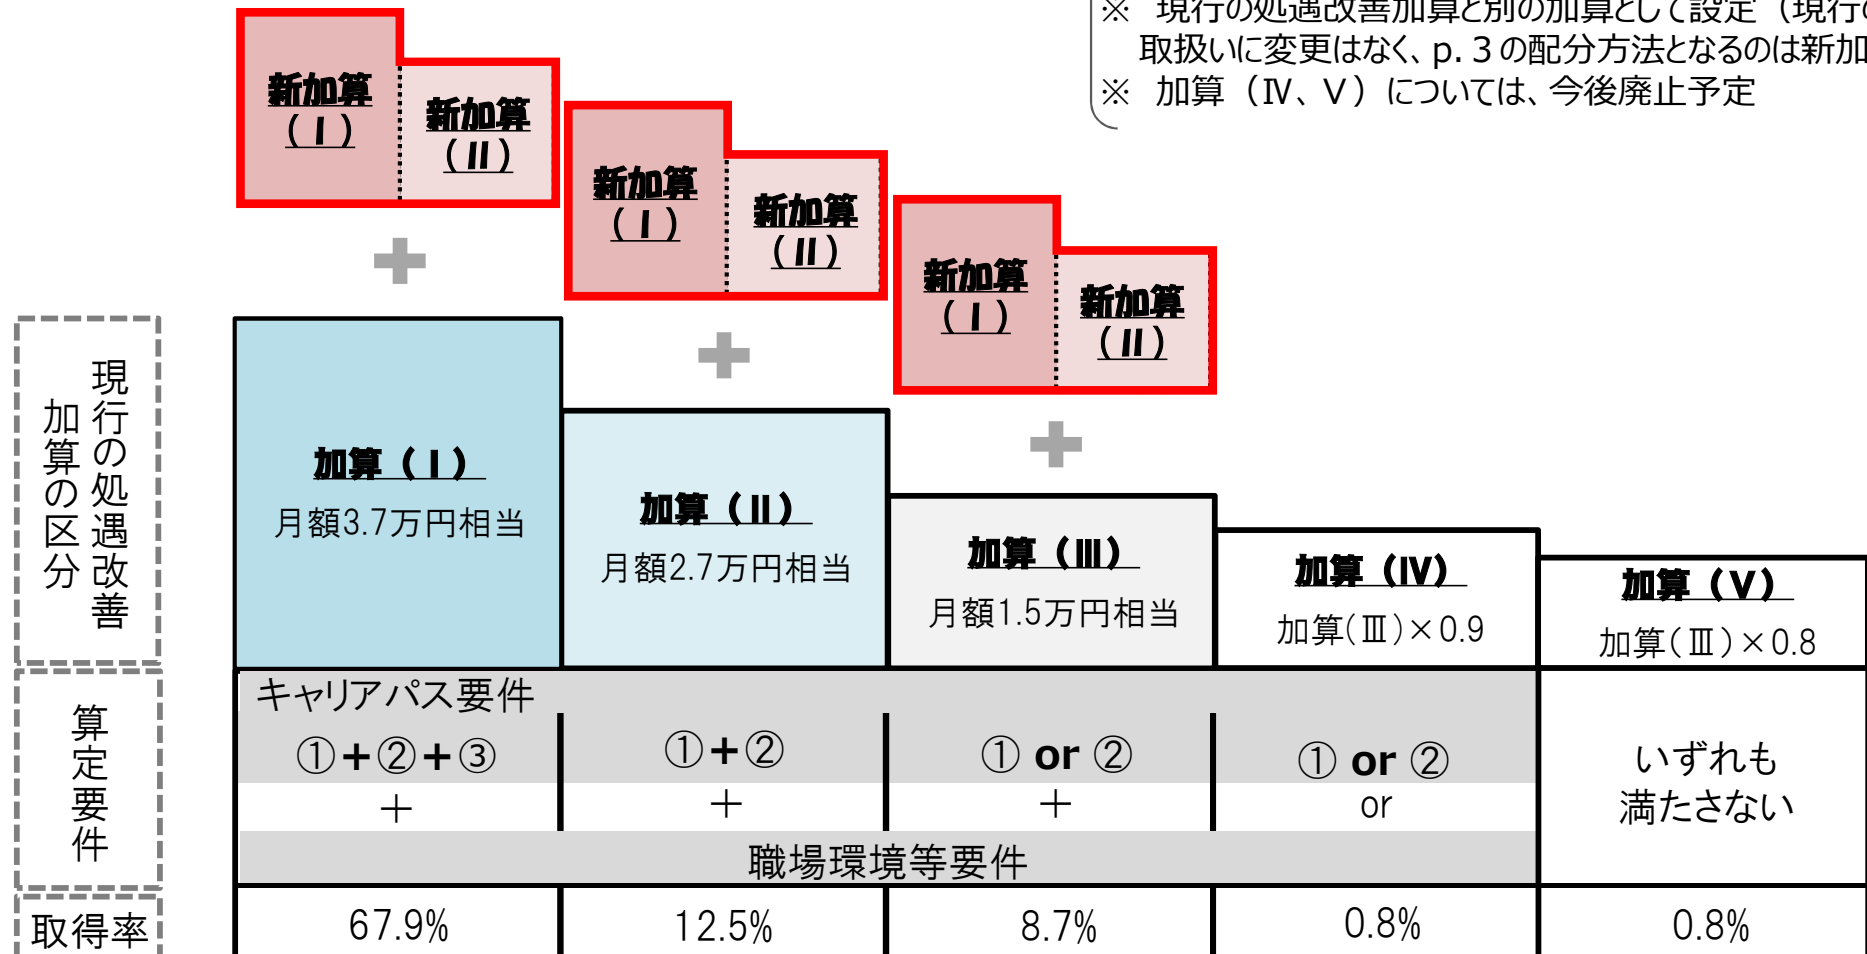 ※ 現行の処遇改善加算と別の加算として設定（現行の
取扱いに変更はなく、p.３の配分方法となるのは新加
※ 加算（Ⅳ、Ⅴ）については、今後廃止予定
新加算
（Ⅰ）
新加算
（Ⅱ）
新加算
（Ⅰ）
新加算
（Ⅱ）
新加算
（Ⅰ）
新加算
（Ⅱ）
現行の処遇改善
加算の区分
加算（Ⅰ）
月額3.7万円相当
加算（Ⅱ）
月額2.7万円相当
加算（Ⅲ）
月額1.5万円相当
加算（Ⅳ）
加算(Ⅲ)×0.9
加算（Ⅴ）
加算(Ⅲ)×0.8
算定要件
キャリアパス要件
①+②+③
＋
①+②
＋
① or ②
＋
① or ②
or
職場環境等要件
いずれも
満たさない
取得率
67.9%
12.5%
8.7%
0.8%
0.8%